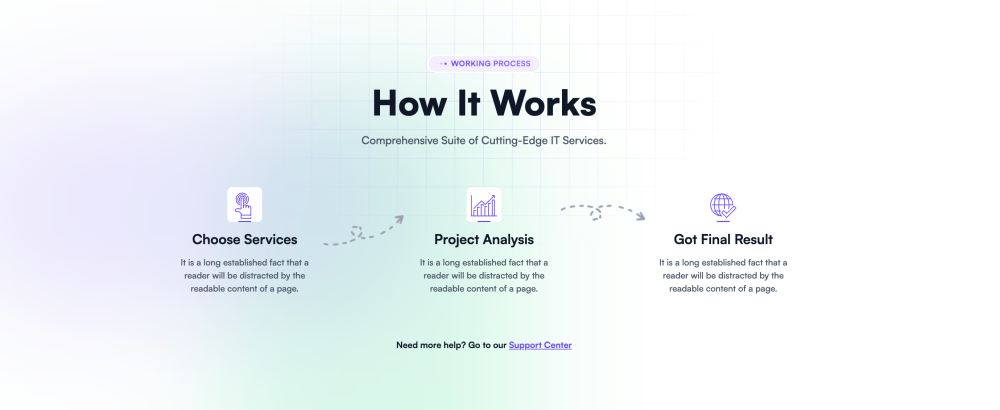 WORKING PROCESS
How It Works
Comprehensive Suite of Cutting-Edge IT Services.
Choose Services
It is a long established fact that a
reader will be distracted by the
readable content of a page.
Project Analysis
It is a long established fact that a
reader will be distracted by the
readable content of a page.
Got Final Result
It is a long established fact that a
reader will be distracted by the
readable content of a page.
Need more help? Go to our Support Center